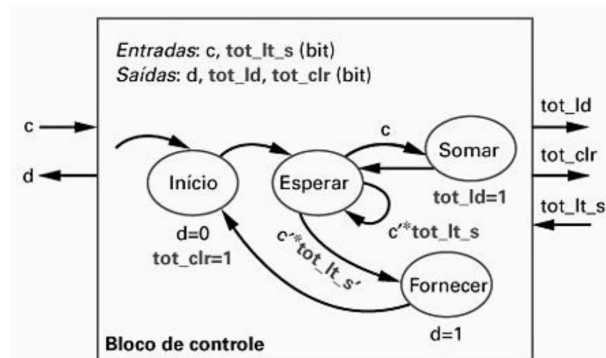 Entradas: c, tot_lt_s (bit)
Saídas: d, tot_ld, tot_clr (bit)
c
d
tot_ld
tot_clr
tot_lt_s
Início
d=0
tot_clr=1
Esperar
c
Somar
tot_ld=1
c'*tot_lt_s
c'*tot_lt_s'
Fornecer
d=1
Bloco de controle